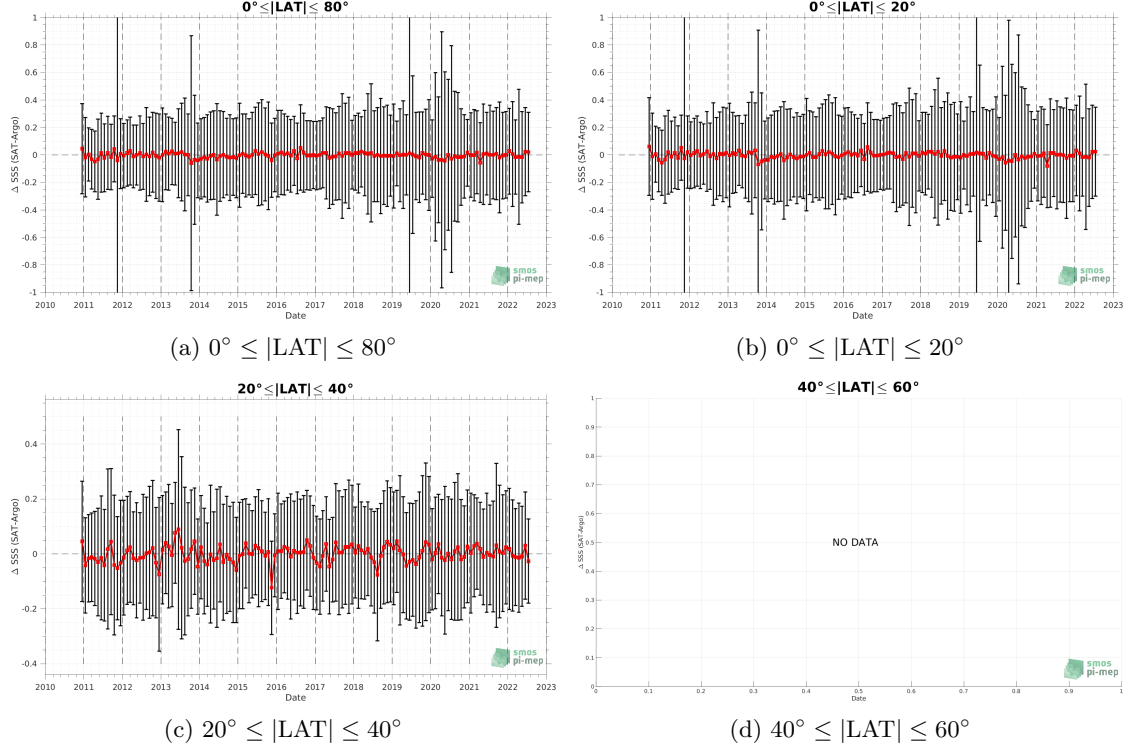 0°≤|LAT|≤ 80°
Δ SSS (SAT-Argo)
1
0.8
0.6
0.4
0.2
0
-0.2
-0.4
-0.6
-0.8
-1
2010 2011 2012 2013 2014 2015 2016 2017 2018 2019 2020 2021 2022 2023
Date
smos
pi-mep
(a) 0° ≤ |LAT| ≤ 80°
0°≤|LAT|≤ 20°
Δ SSS (SAT-Argo)
1
0.8
0.6
0.4
0.2
0
-0.2
-0.4
-0.6
-0.8
-1
2010 2011 2012 2013 2014 2015 2016 2017 2018 2019 2020 2021 2022 2023
Date
smos
pi-mep
(b) 0° ≤ |LAT| ≤ 20°
20°≤|LAT|≤ 40°
Δ SSS (SAT-Argo)
0.4
0.2
0
-0.2
-0.4
2010 2011 2012 2013 2014 2015 2016 2017 2018 2019 2020 2021 2022 2023
Date
smos
pi-mep
(c) 20° ≤ |LAT| ≤ 40°
40°≤|LAT|≤ 60°
Δ SSS (SAT-Argo)
1
0.9
0.8
0.7
0.6
0.5
0.4
0.3
0.2
0.1
0
NO DATA
0 0.1 0.2 0.3 0.4 0.5 0.6 0.7 0.8 0.9 1
Date
smos
pi-mep
(d) 40° ≤ |LAT| ≤ 60°